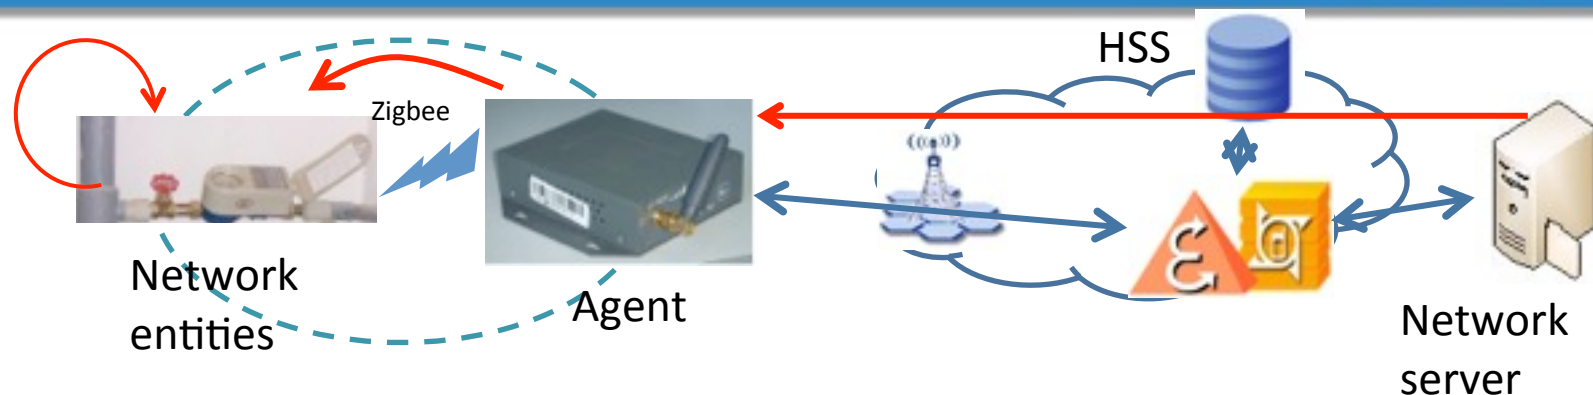 HSS
Zigbee
Network
entities
Agent
Network
server